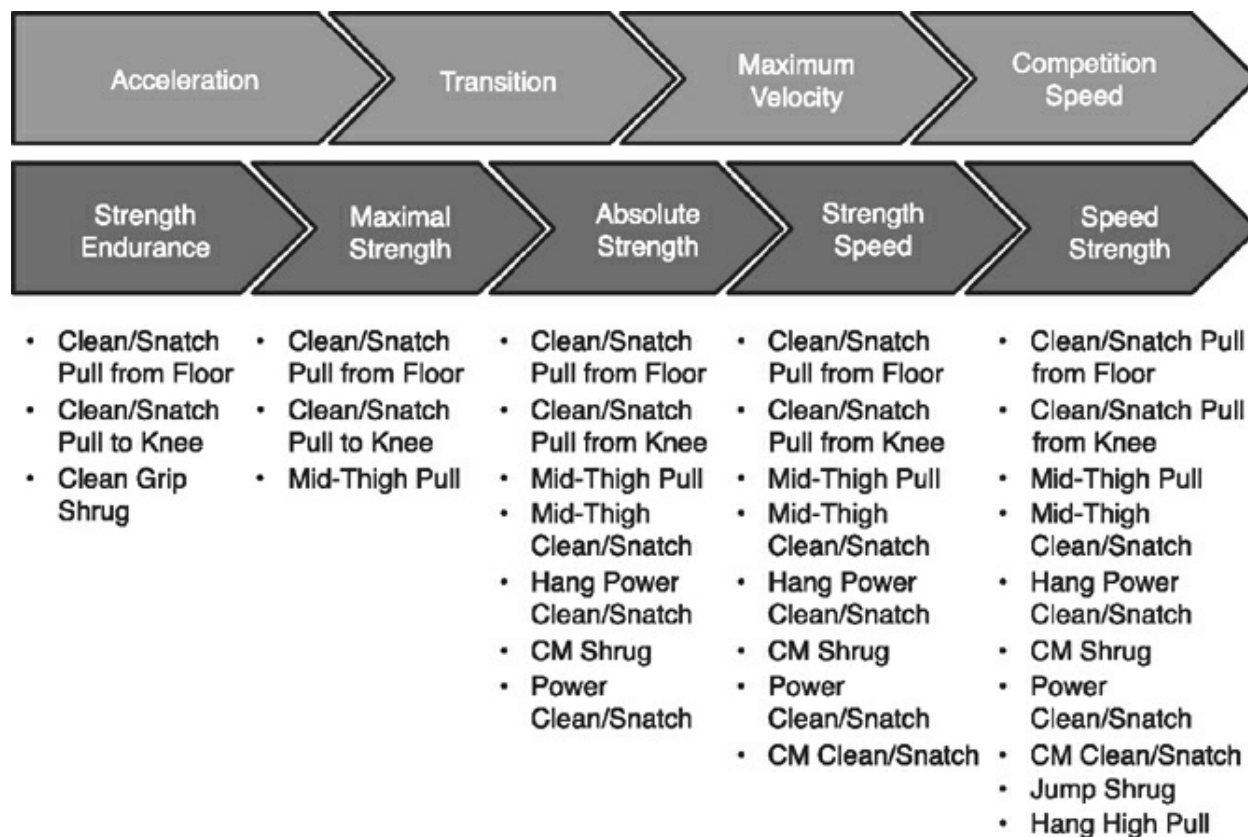 Acceleration
Transition
Maximum
Velocity
Competition
Speed
Strength
Endurance
Maximal
Strength
Absolute
Strength
Strength
Speed
Speed
Strength
• Clean/Snatch
Pull from Floor
• Clean/Snatch
Pull to Knee
• Clean Grip
Shrug
• Clean/Snatch
Pull from Floor
• Clean/Snatch
Pull to Knee
• Mid-Thigh Pull
• Clean/Snatch
Pull from Floor
• Clean/Snatch
Pull from Knee
• Mid-Thigh Pull
• Mid-Thigh
Clean/Snatch
• Hang Power
Clean/Snatch
• CM Shrug
• Power
Clean/Snatch
• Clean/Snatch
Pull from Floor
• Clean/Snatch
Pull from Knee
• Mid-Thigh Pull
• Mid-Thigh
Clean/Snatch
• Hang Power
Clean/Snatch
• CM Shrug
• Power
Clean/Snatch
• CM Clean/Snatch
• Clean/Snatch Pull
from Floor
• Clean/Snatch Pull
from Knee
• Mid-Thigh Pull
• Mid-Thigh
Clean/Snatch
• Hang Power
Clean/Snatch
• CM Shrug
• Power
Clean/Snatch
• CM Clean/Snatch
• Jump Shrug
• Hang High Pull